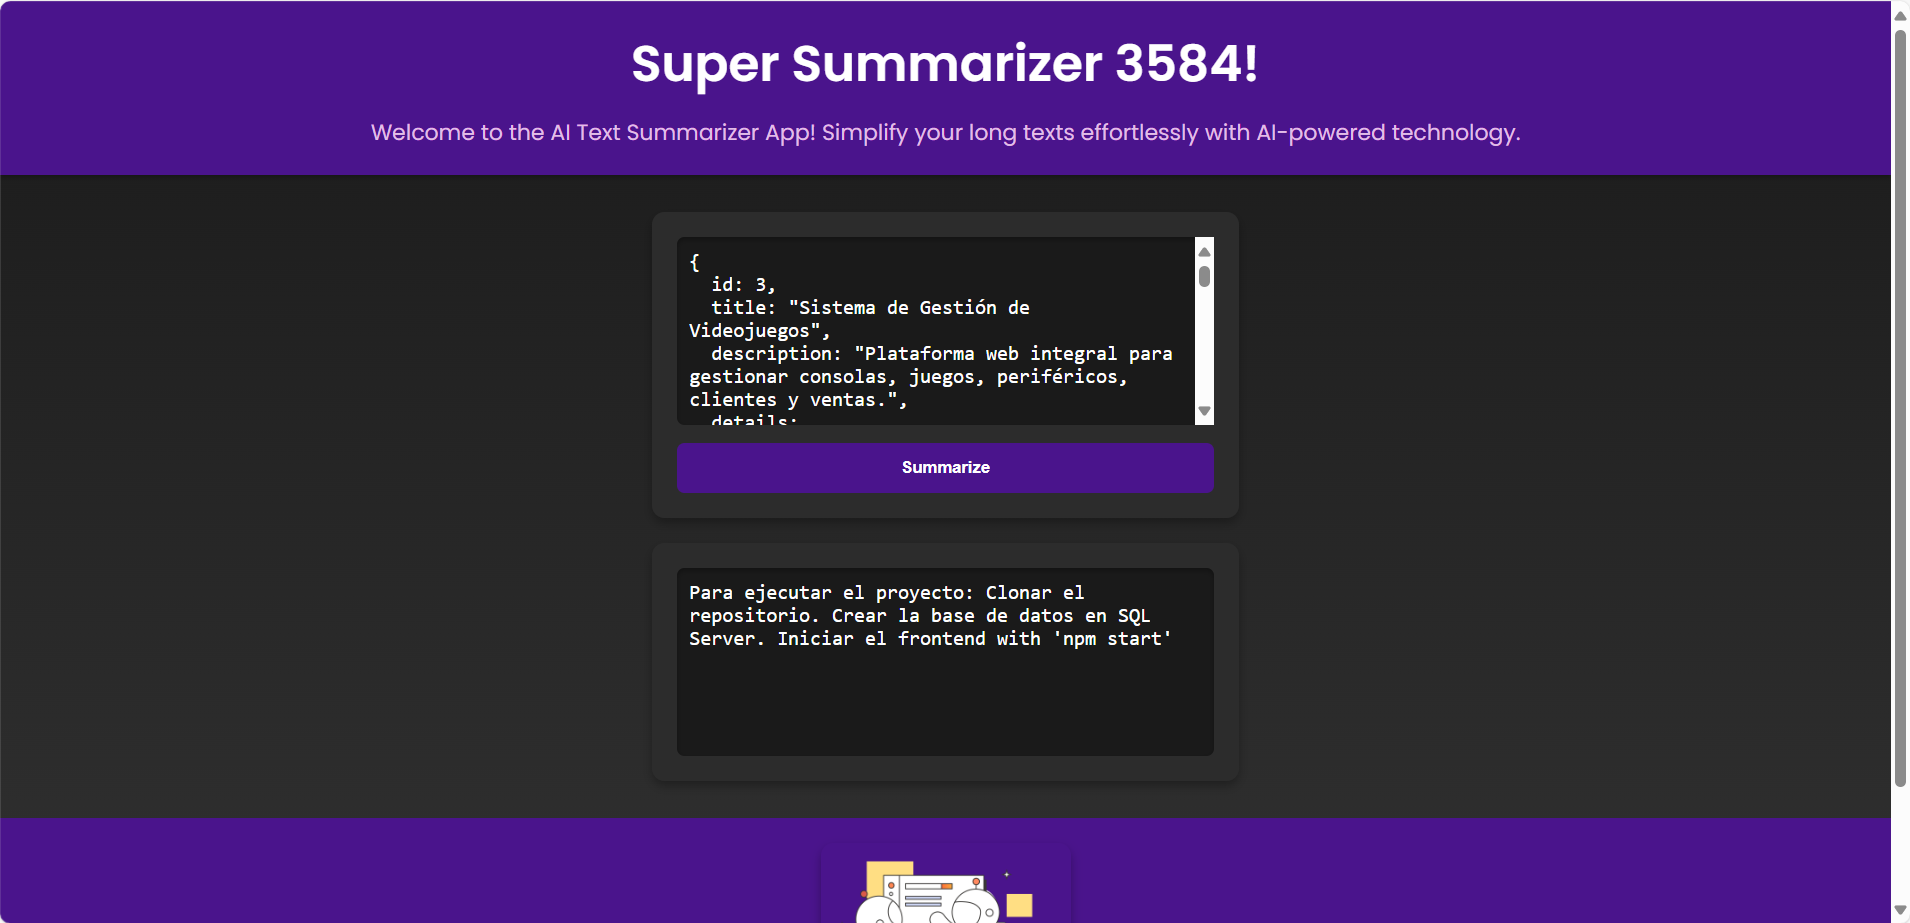 Super Summarizer 3584!
Welcome to the AI Text Summarizer App! Simplify your long texts effortlessly with AI-powered technology.
{
id: 3,
title: "Sistema de Gestión de
Videojuegos",
description: "Plataforma web integral para
gestionar consolas, juegos, periféricos,
clientes y ventas.",
details:
Summarize
Para ejecutar el proyecto: Clonar el
repositorio. Crear la base de datos en SQL
Server. Iniciar el frontend with 'npm start'